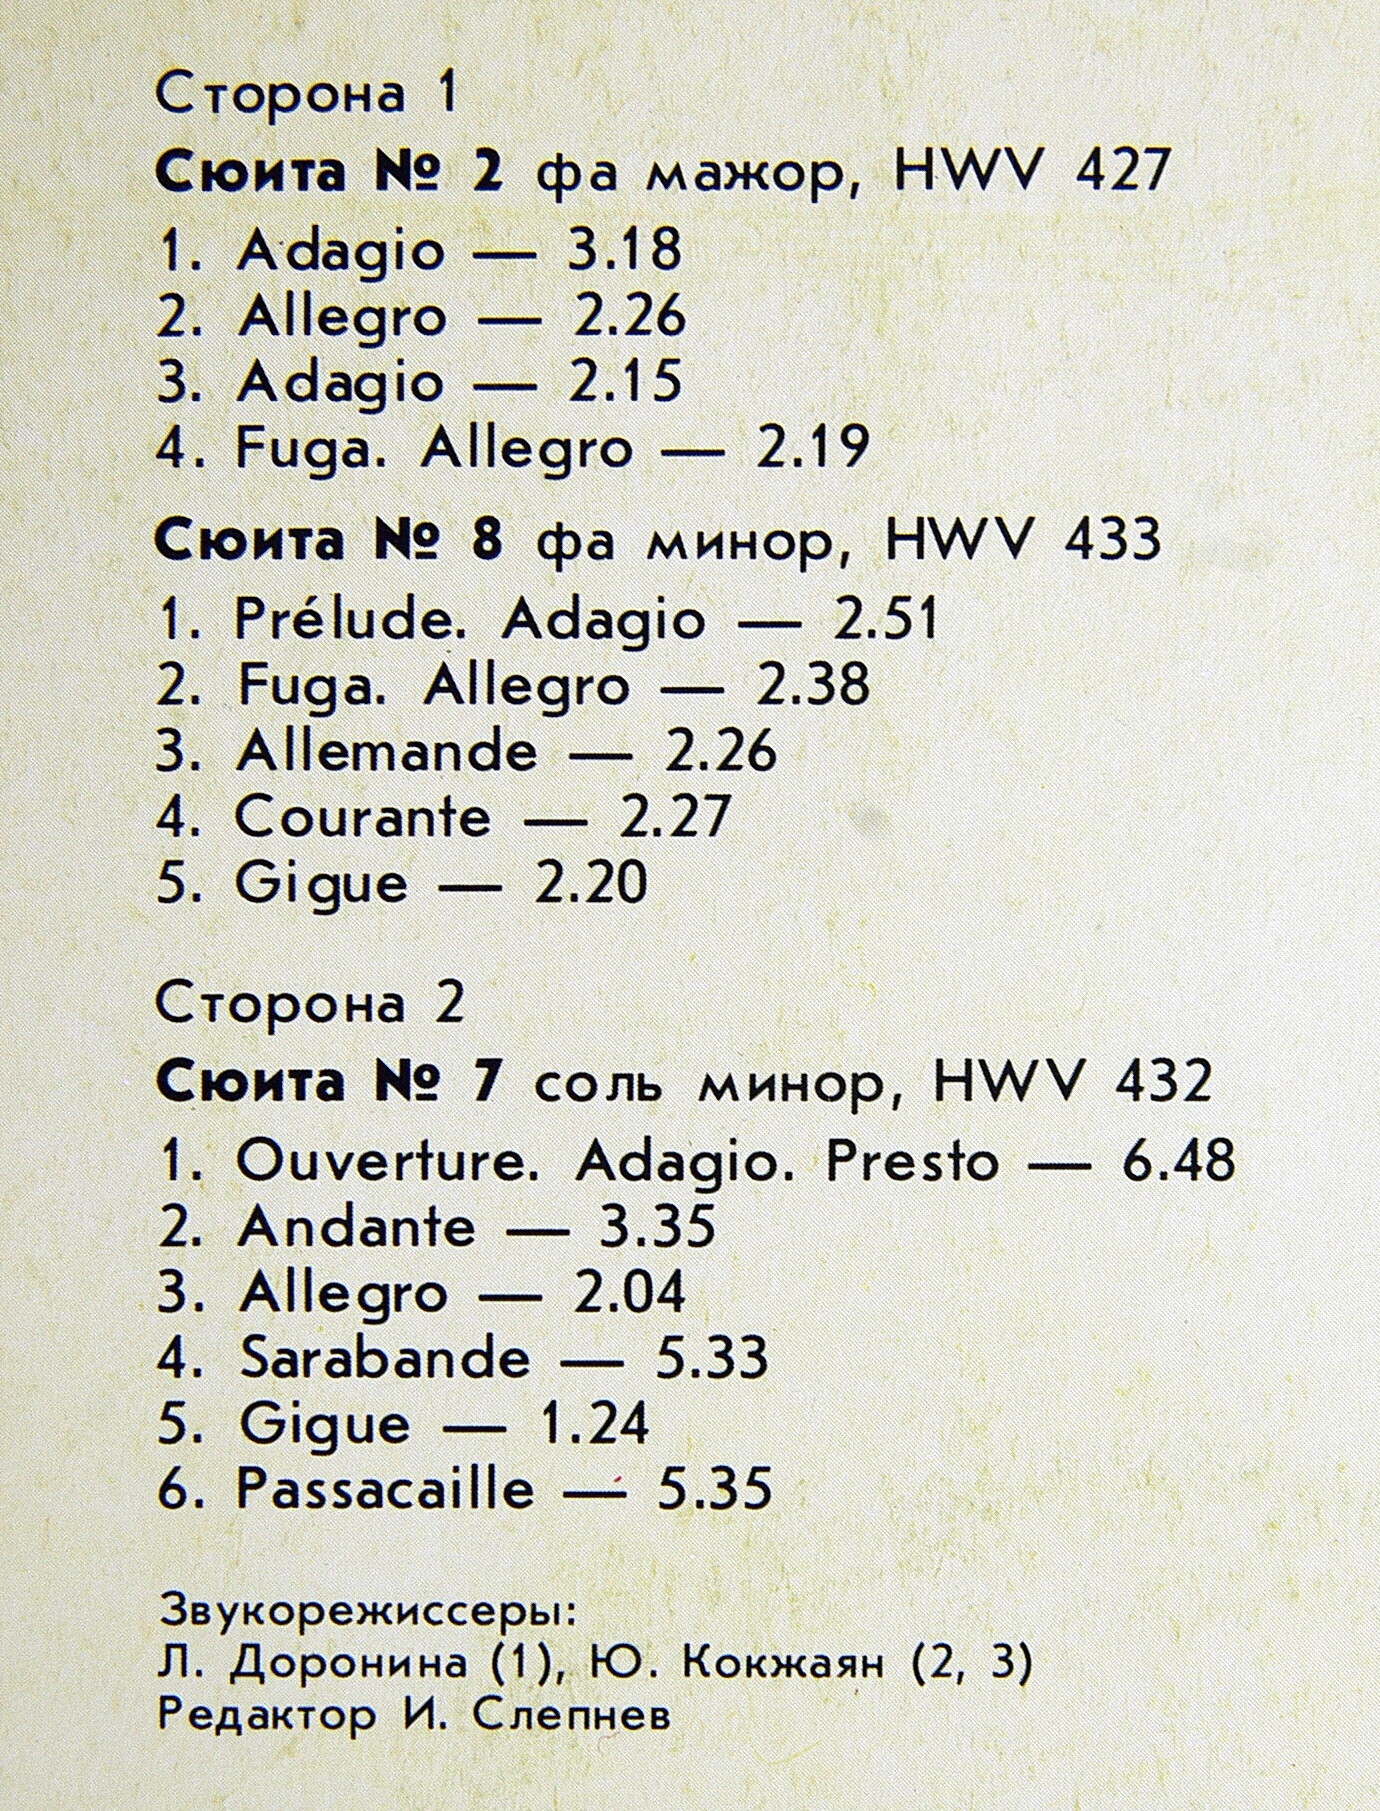 Сторона 1
Сюита № 2 фа мажор, HWV 427
1. Adagio — 3.18
2. Allegro — 2.26
3. Adagio — 2.15
4. Fuga. Allegro — 2.19
Сюита № 8 фа минор, HWV 433
1. Prélude. Adagio — 2.51
2. Fuga. Allegro — 2.38
3. Allemande — 2.26
4. Courante — 2.27
5. Gigue — 2.20
Сторона 2
Сюита № 7 соль минор, HWV 432
1. Ouverture. Adagio. Presto — 6.48
2. Andante — 3.35
3. Allegro — 2.04
4. Sarabande — 5.33
5. Gigue — 1.24
6. Passacaille — 5.35
Звукорежиссеры:
Л. Доронина (1), Ю. Кокжаян (2, 3)
Редактор И. Слепнев